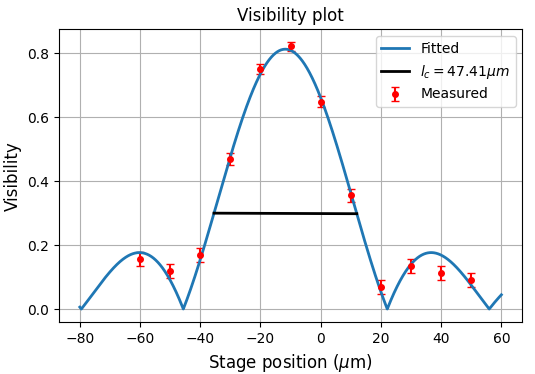 Visibility plot
Fitted
l_c = 47.41μm
Measured
0.8
0.6
0.4
0.2
0.0
Visibility
−80 −60 −40 −20 0 20 40 60
Stage position (μm)